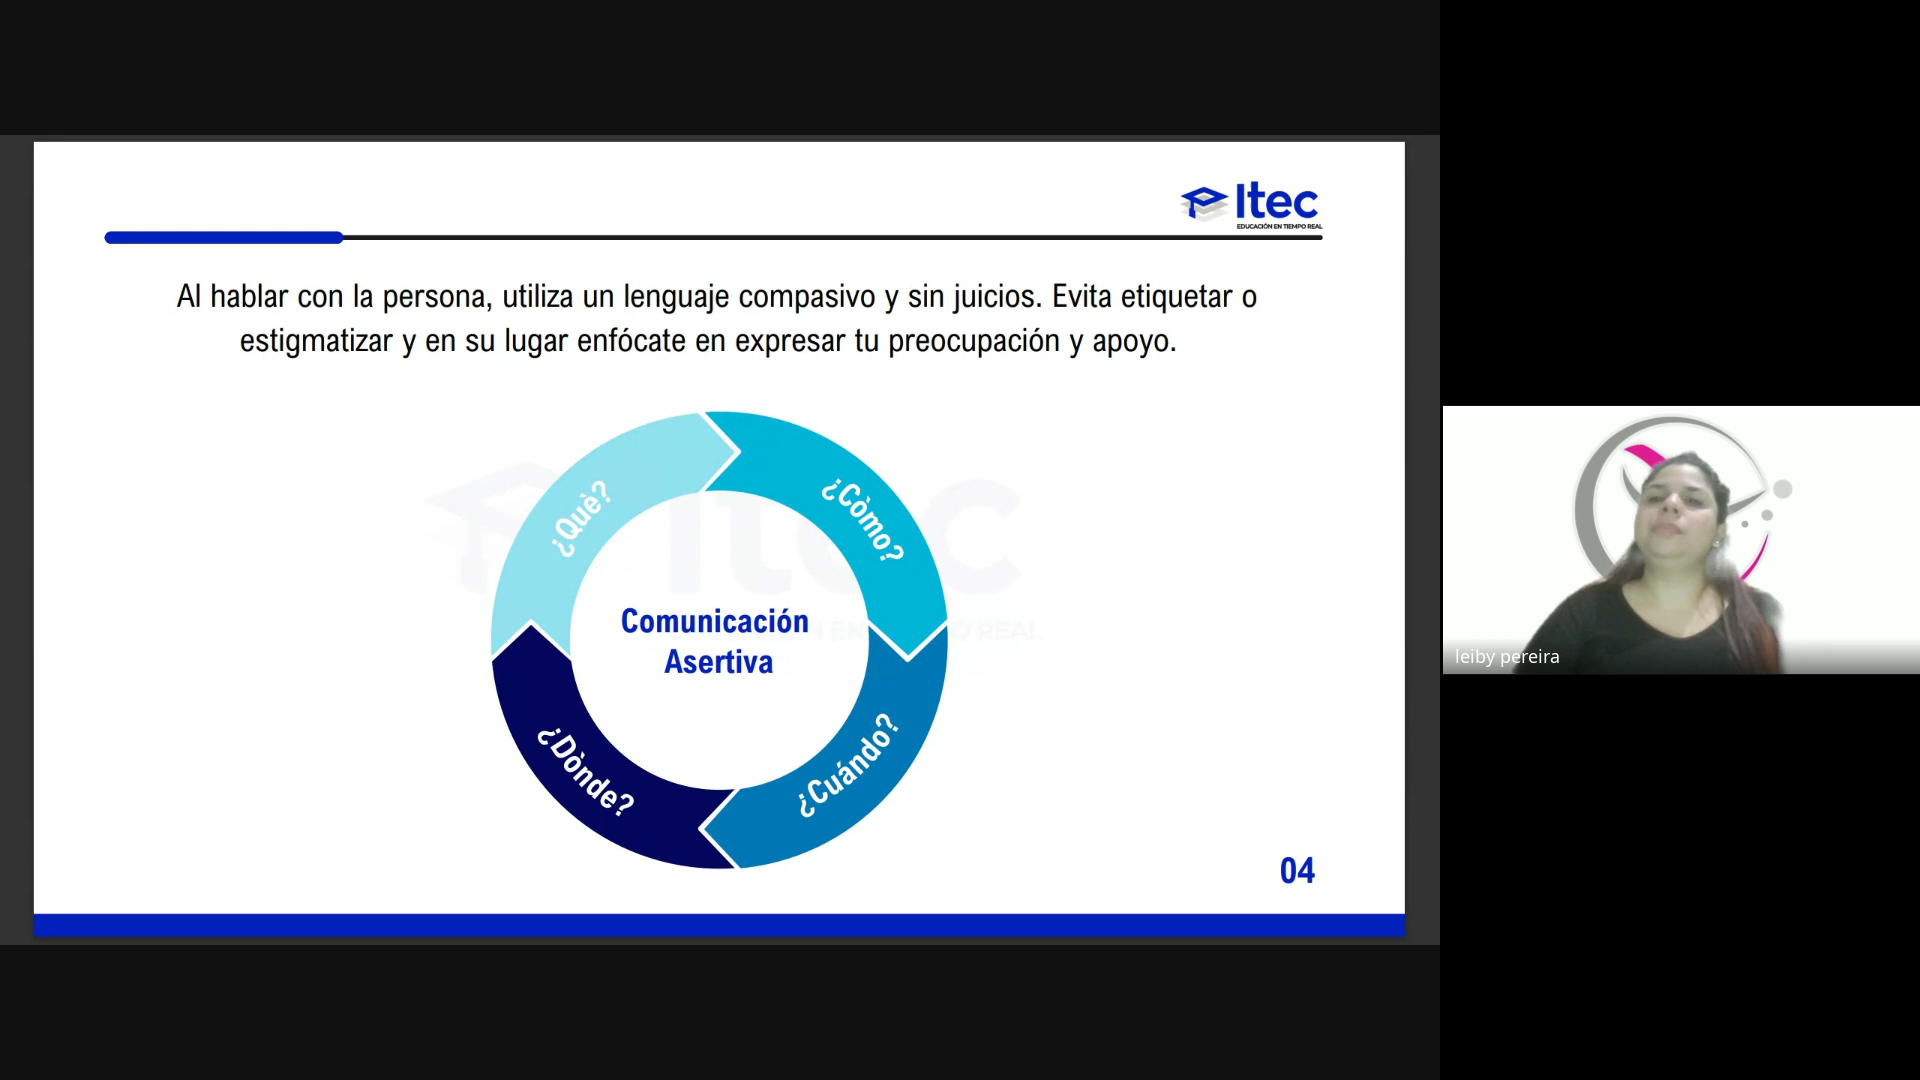 Itec
EDUCACIÓN EN TIEMPO REAL
Al hablar con la persona, utiliza un lenguaje compasivo y sin juicios. Evita etiquetar o
estigmatizar y en su lugar enfócate en expresar tu preocupación y apoyo.
¿Què?
¿Còmo?
Comunicación
Asertiva
¿Dònde?
¿Cuándo?
04
leiby pereira